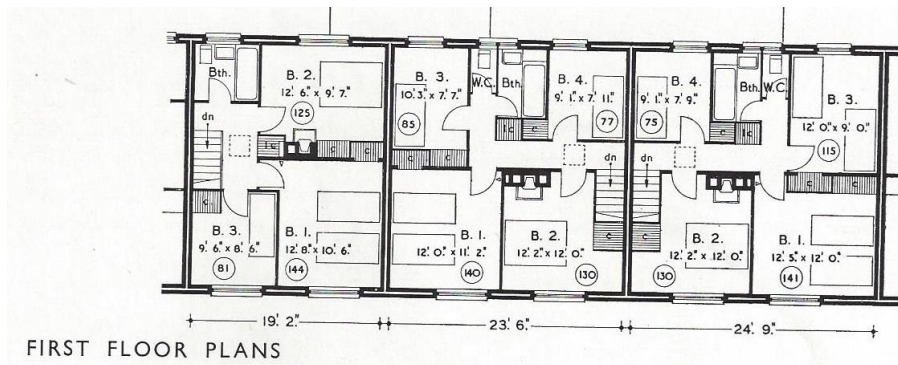 Bth.
B. 2.
12'. 6." x 9'. 7."
125
dn
lc
c
c
c
B. 3.
9'. 6." x 8'. 6."
81
B. 1.
12'. 8." x 10'. 6."
144
B. 3.
10'. 3." x 7'. 7."
85
W.C.
Bth.
lc
c
B. 4.
9'. 1." x 7'. 11."
77
c
c
dn
B. 1.
12'. 0." x 11'. 2."
140
B. 2.
12'. 2." x 12'. 0."
130
c
B. 4.
9'. 1." x 7'. 9."
75
Bth.
W.C.
c
lc
B. 3.
12'. 0." x 9'. 0."
115
dn
c
c
c
B. 2.
12'. 2." x 12'. 0."
130
B. 1.
12'. 5." x 12'. 0."
141
19'. 2."
23'. 6."
24'. 9."
FIRST FLOOR PLANS